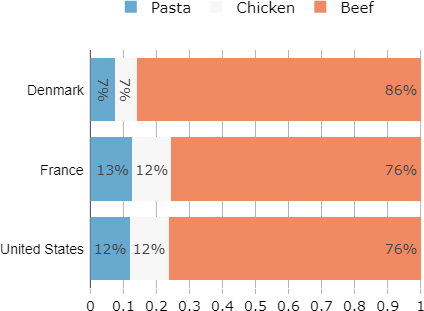 Pasta Chicken Beef
Denmark 7% 7% 86%
France 13% 12% 76%
United States 12% 12% 76%
0 0.1 0.2 0.3 0.4 0.5 0.6 0.7 0.8 0.9 1